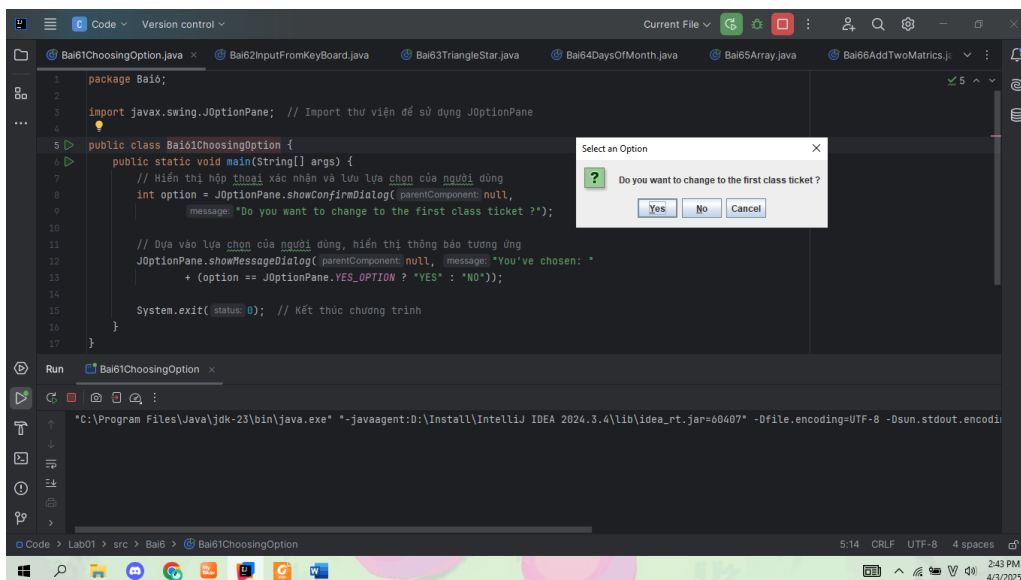 Code
Version control
Current File
Bai61ChoosingOption.java
Bai62InputFromKeyBoard.java
Bai63TriangleStar.java
Bai64DaysOfMonth.java
Bai65Array.java
Bai66AddTwoMatrics.j
1 package Bai6;
5
2
3 import javax.swing.JOptionPane; // Import thư viện để sử dụng JOptionPane
4
5 public class Bai61ChoosingOption {
6 public static void main(String[] args) {
7 // Hiển thị hộp thoại xác nhận và lưu lựa chọn của người dùng
8 int option = JOptionPane.showConfirmDialog( parentComponent: null,
9 message: "Do you want to change to the first class ticket ?");
10
11 // Dựa vào lựa chọn của người dùng, hiển thị thông báo tương ứng
12 JOptionPane.showMessageDialog( parentComponent: null, message: "You've chosen: "
13 + (option == JOptionPane.YES_OPTION ? "YES" : "NO"));
14
15 System.exit( status: 0); // Kết thúc chương trình
16 }
17 }
Select an Option
Do you want to change to the first class ticket ?
Yes No Cancel
Run Bai61ChoosingOption
"C:\Program Files\Java\jdk-23\bin\java.exe" "-javaagent:D:\Install\IntelliJ IDEA 2024.3.4\lib\idea_rt.jar=60407" -Dfile.encoding=UTF-8 -Dsun.stdout.encodi
Code > Lab01 > src > Bai6 > Bai61ChoosingOption
5:14 CRLF UTF-8 4 spaces
2:43 PM
4/3/2025